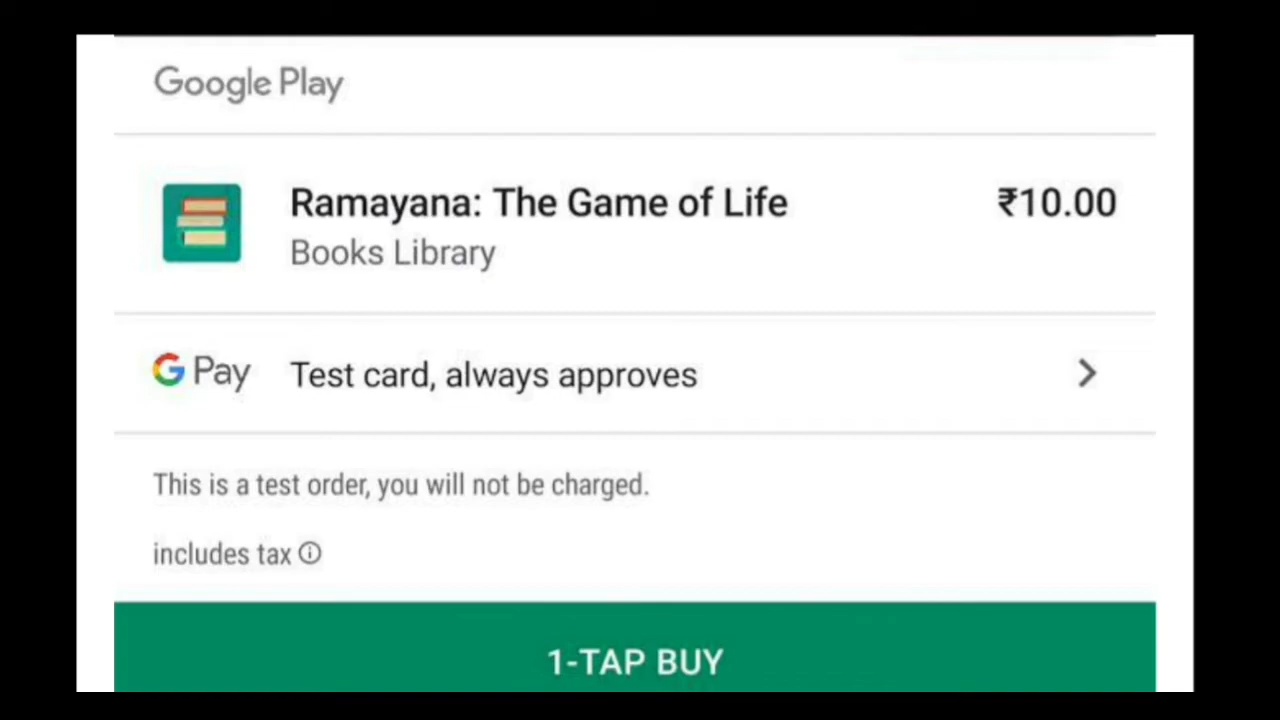 Google Play
Ramayana: The Game of Life ₹10.00
Books Library
G Pay Test card, always approves
This is a test order, you will not be charged.
includes tax
1-TAP BUY